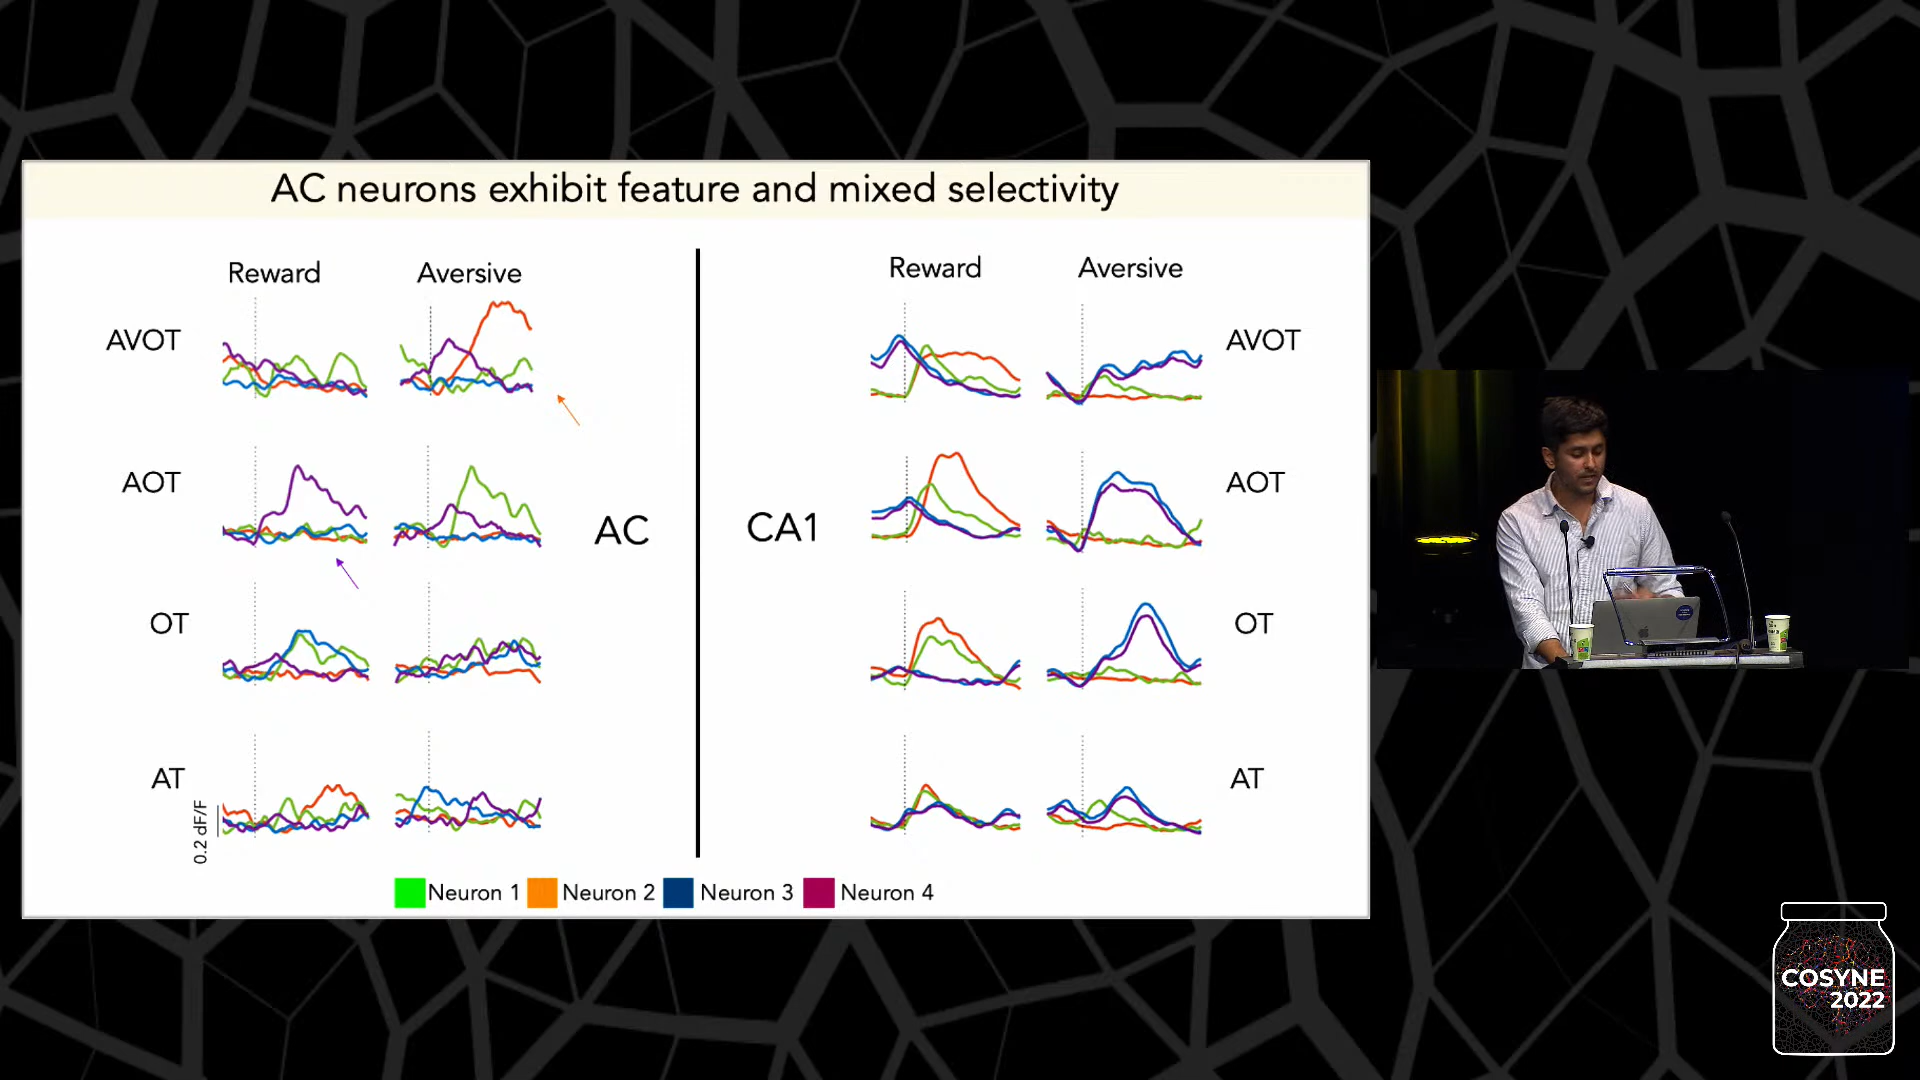 AC neurons exhibit feature and mixed selectivity
Reward Aversive
Reward Aversive
AVOT
AVOT
AOT
AOT
AC
CA1
OT
OT
AT
AT
0.2 dF/F
Neuron 1 Neuron 2 Neuron 3 Neuron 4
COSYNE
2022